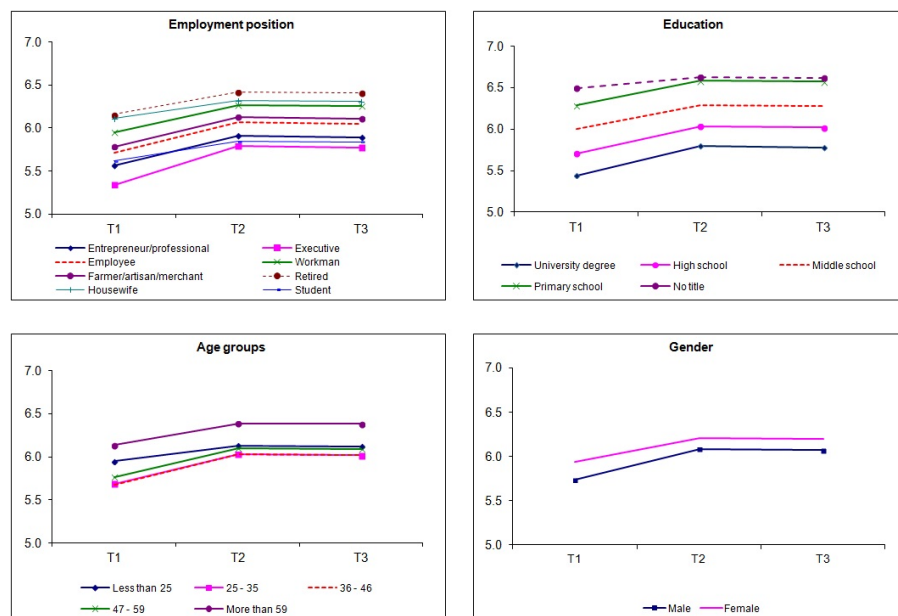 Employment position
7.0
6.5
6.0
5.5
5.0
T1 T2 T3
Entrepreneur/professional Executive
Employee Workman
Farmer/artisan/merchant Retired
Housewife Student
Education
7.0
6.5
6.0
5.5
5.0
T1 T2 T3
University degree High school Middle school
Primary school No title
Age groups
7.0
6.5
6.0
5.5
5.0
T1 T2 T3
Less than 25 25 - 35 36 - 46
47 - 59 More than 59
Gender
7.0
6.5
6.0
5.5
5.0
T1 T2 T3
Male Female